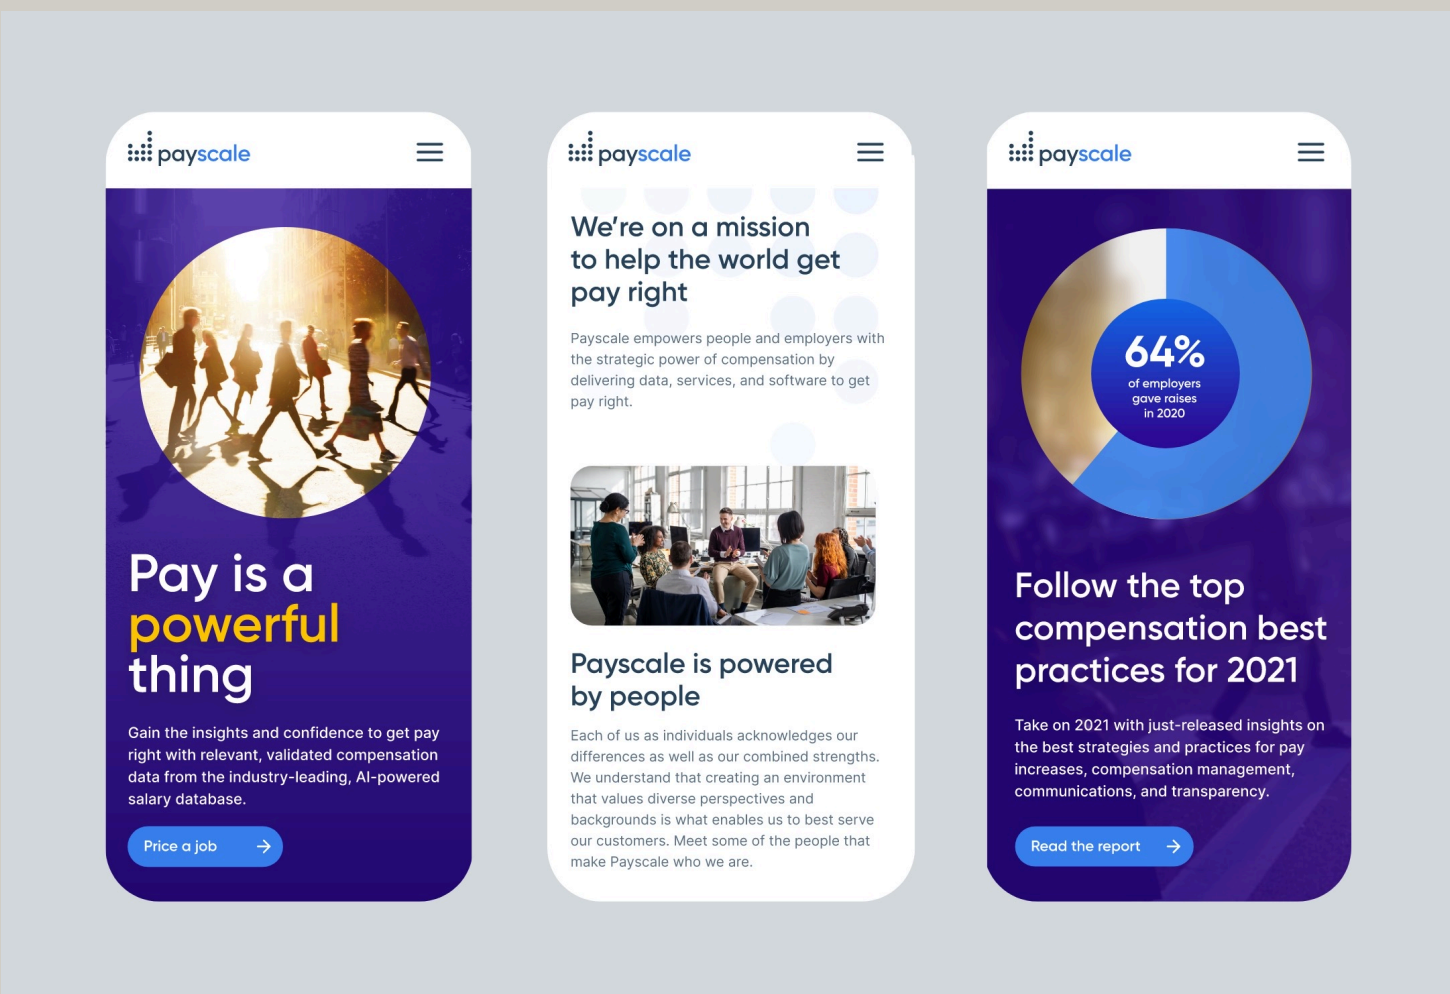 payscale
Pay is a
powerful
thing
Gain the insights and confidence to get pay
right with relevant, validated compensation
data from the industry-leading, AI-powered
salary database.
Price a job
payscale
We're on a mission
to help the world get
pay right
Payscale empowers people and employers with
the strategic power of compensation by
delivering data, services, and software to get
pay right.
Payscale is powered
by people
Each of us as individuals acknowledges our
differences as well as our combined strengths.
We understand that creating an environment
that values diverse perspectives and
backgrounds is what enables us to best serve
our customers. Meet some of the people that
make Payscale who we are.
payscale
64%
of employers
gave raises
in 2020
Follow the top
compensation best
practices for 2021
Take on 2021 with just-released insights on
the best strategies and practices for pay
increases, compensation management,
communications, and transparency.
Read the report